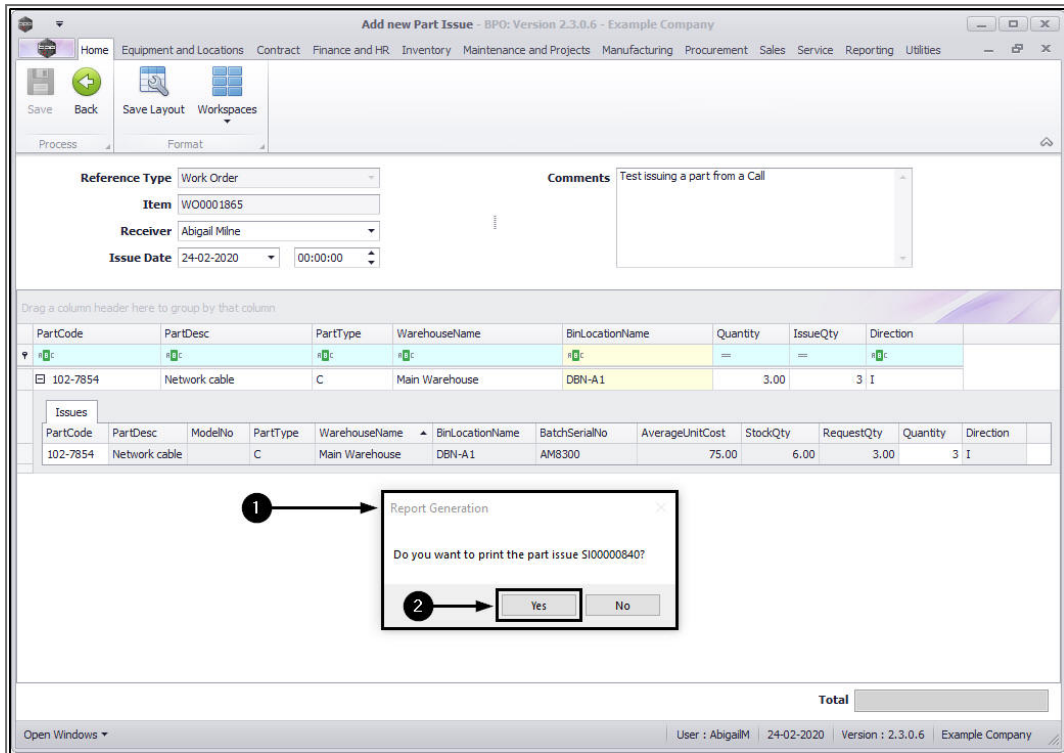 Add new Part Issue - BPO: Version 2.3.0.6 - Example Company
Home Equipment and Locations Contract Finance and HR Inventory Maintenance and Projects Manufacturing Procurement Sales Service Reporting Utilities
Save Back Save Layout Workspaces
Process Format
Reference Type Work Order Comments Test issuing a part from a Call
Item WO0001865
Receiver Abigail Milne
Issue Date 24-02-2020 00:00:00
Drag a column header here to group by that column
PartCode PartDesc PartType WarehouseName BinLocationName Quantity IssueQty Direction
ABC ABC ABC ABC ABC = = ABC
102-7854 Network cable C Main Warehouse DBN-A1 3.00 3 I
Issues
PartCode PartDesc ModelNo PartType WarehouseName BinLocationName BatchSerialNo AverageUnitCost StockQty RequestQty Quantity Direction
102-7854 Network cable C Main Warehouse DBN-A1 AM8300 75.00 6.00 3.00 3 I
1 Report Generation
Do you want to print the part issue SI00000840?
2 Yes No
Total
Open Windows User : AbigailM 24-02-2020 Version : 2.3.0.6 Example Company